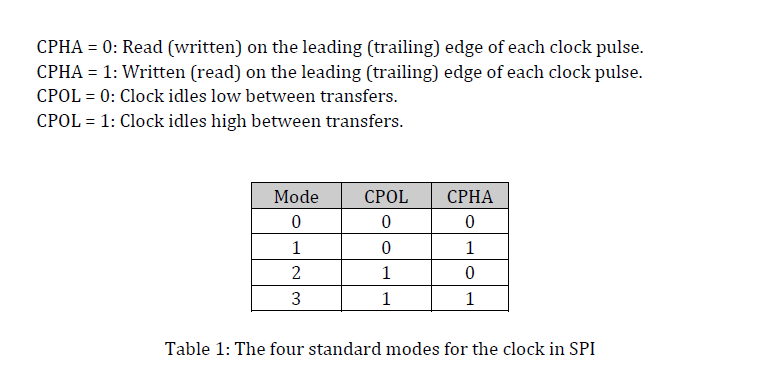 CPHA = 0: Read (written) on the leading (trailing) edge of each clock pulse.
CPHA = 1: Written (read) on the leading (trailing) edge of each clock pulse.
CPOL = 0: Clock idles low between transfers.
CPOL = 1: Clock idles high between transfers.
Mode CPOL CPHA
0 0 0
1 0 1
2 1 0
3 1 1
Table 1: The four standard modes for the clock in SPI